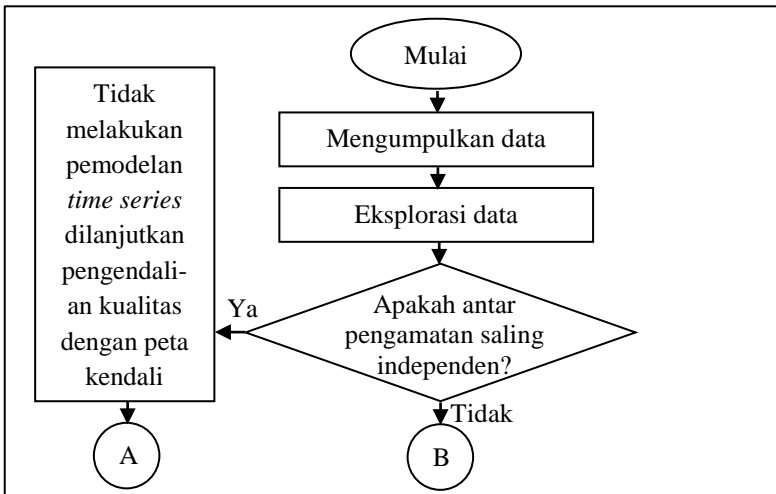 Mulai
Mengumpulkan data
Eksplorasi data
Apakah antar
pengamatan saling
independen?
Ya
Tidak
melakukan
pemodelan
time series
dilanjutkan
pengendali-
an kualitas
dengan peta
kendali
A
Tidak
B